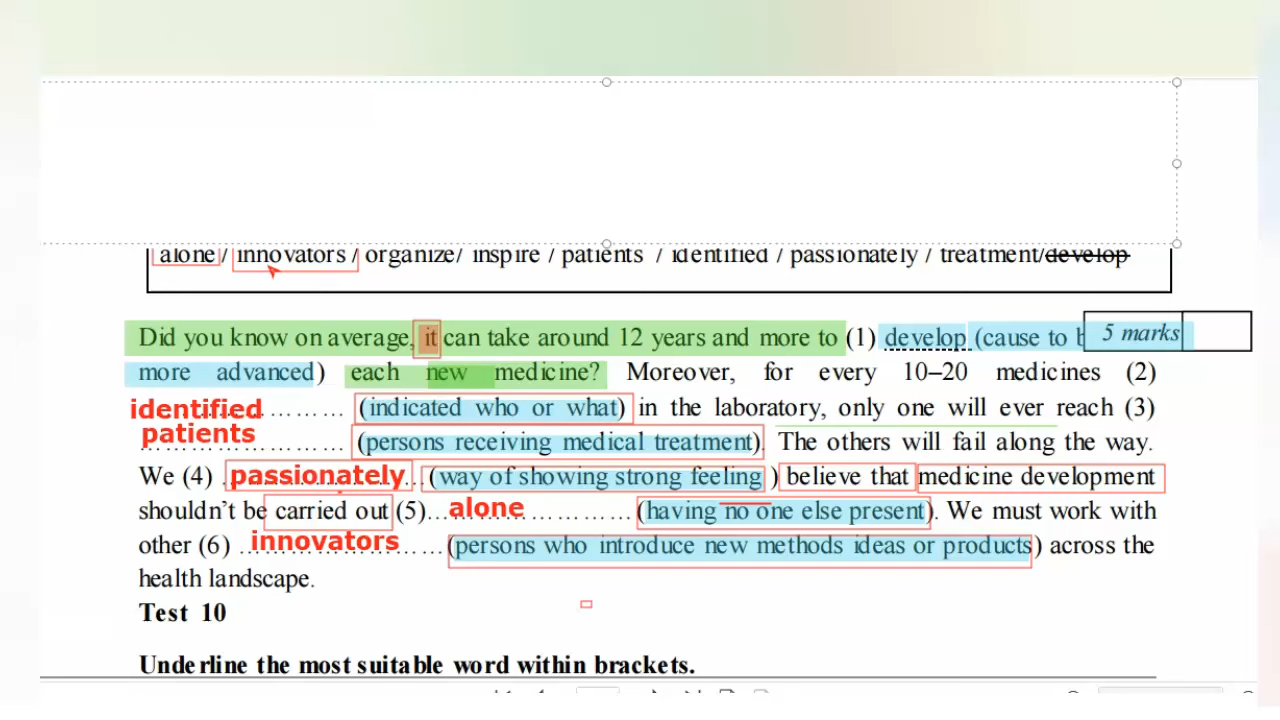 alone / innovators / organize/ inspire / patients / identified / passionately / treatment/develop
Did you know on average, it can take around 12 years and more to (1) develop (cause to b 5 marks
more advanced) each new medicine? Moreover, for every 10–20 medicines (2)
identified ……… (indicated who or what) in the laboratory, only one will ever reach (3)
patients ……………………… (persons receiving medical treatment). The others will fail along the way.
We (4) passionately … (way of showing strong feeling ) believe that medicine development
shouldn't be carried out (5)… alone ………………… (having no one else present). We must work with
other (6) innovators …… (persons who introduce new methods ideas or products) across the
health landscape.
Test 10
Underline the most suitable word within brackets.